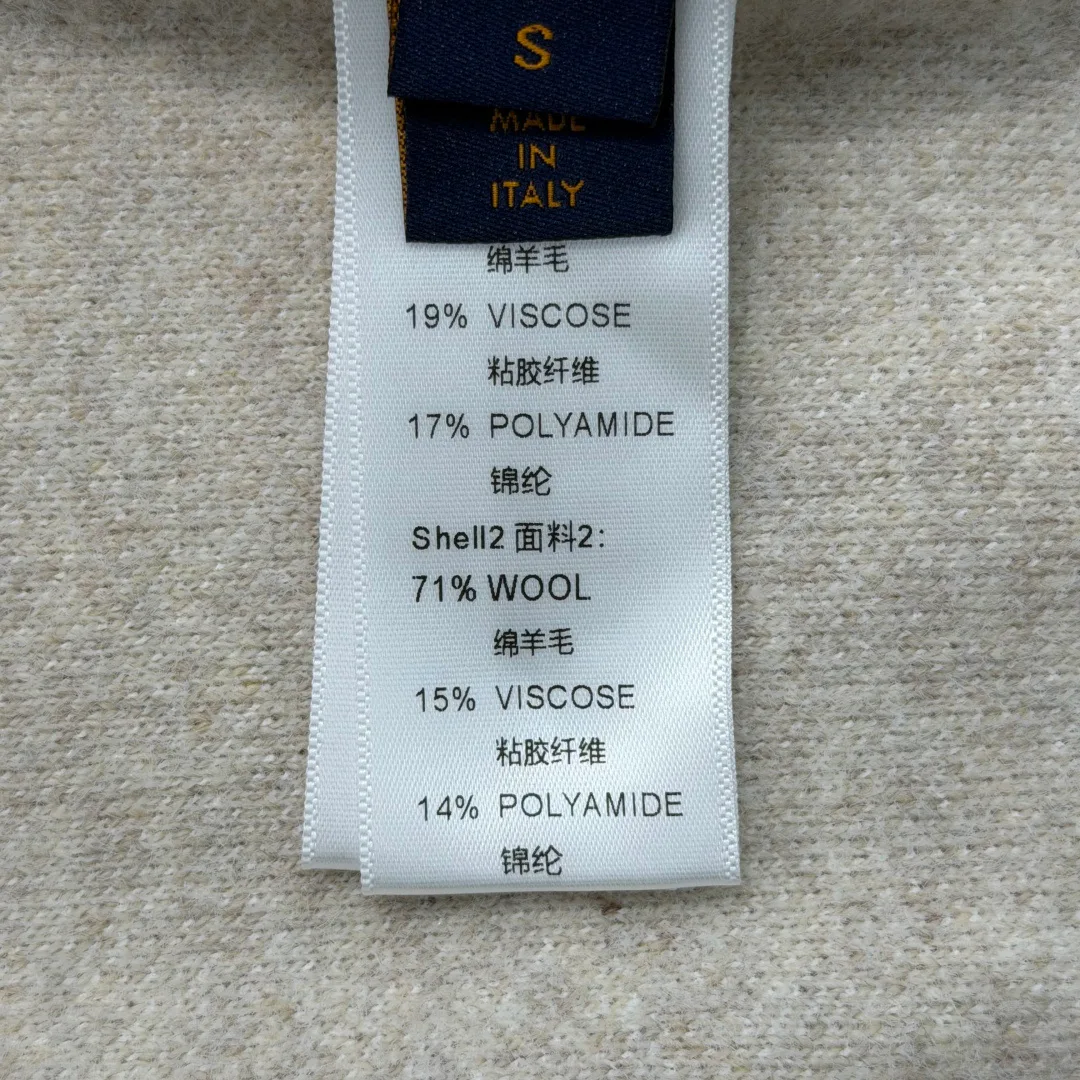 S
MADE
IN
ITALY
绵羊毛
19% VISCOSE
粘胶纤维
17% POLYAMIDE
锦纶
Shell2 面料2:
71% WOOL
绵羊毛
15% VISCOSE
粘胶纤维
14% POLYAMIDE
锦纶